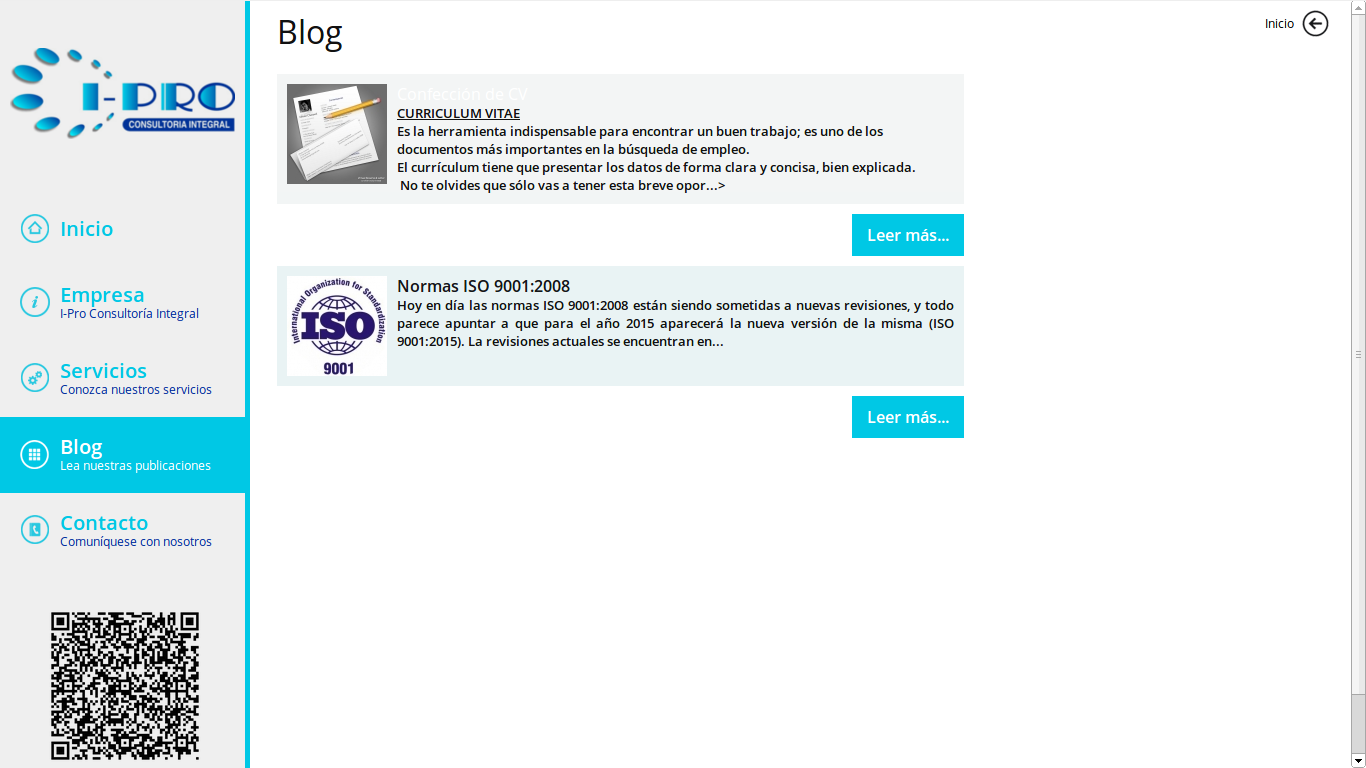 I-PRO
CONSULTORIA INTEGRAL
Inicio
Empresa
I-Pro Consultoría Integral
Servicios
Conozca nuestros servicios
Blog
Lea nuestras publicaciones
Contacto
Comuníquese con nosotros
Blog
Inicio
Confección de CV
CURRICULUM VITAE
Es la herramienta indispensable para encontrar un buen trabajo; es uno de los
documentos más importantes en la búsqueda de empleo.
El currículum tiene que presentar los datos de forma clara y concisa, bien explicada.
No te olvides que sólo vas a tener esta breve opor...>
Leer más...
International Organization for Standardization
ISO
9001
Normas ISO 9001:2008
Hoy en día las normas ISO 9001:2008 están siendo sometidas a nuevas revisiones, y todo
parece apuntar a que para el año 2015 aparecerá la nueva versión de la misma (ISO
9001:2015). La revisiones actuales se encuentran en...
Leer más...